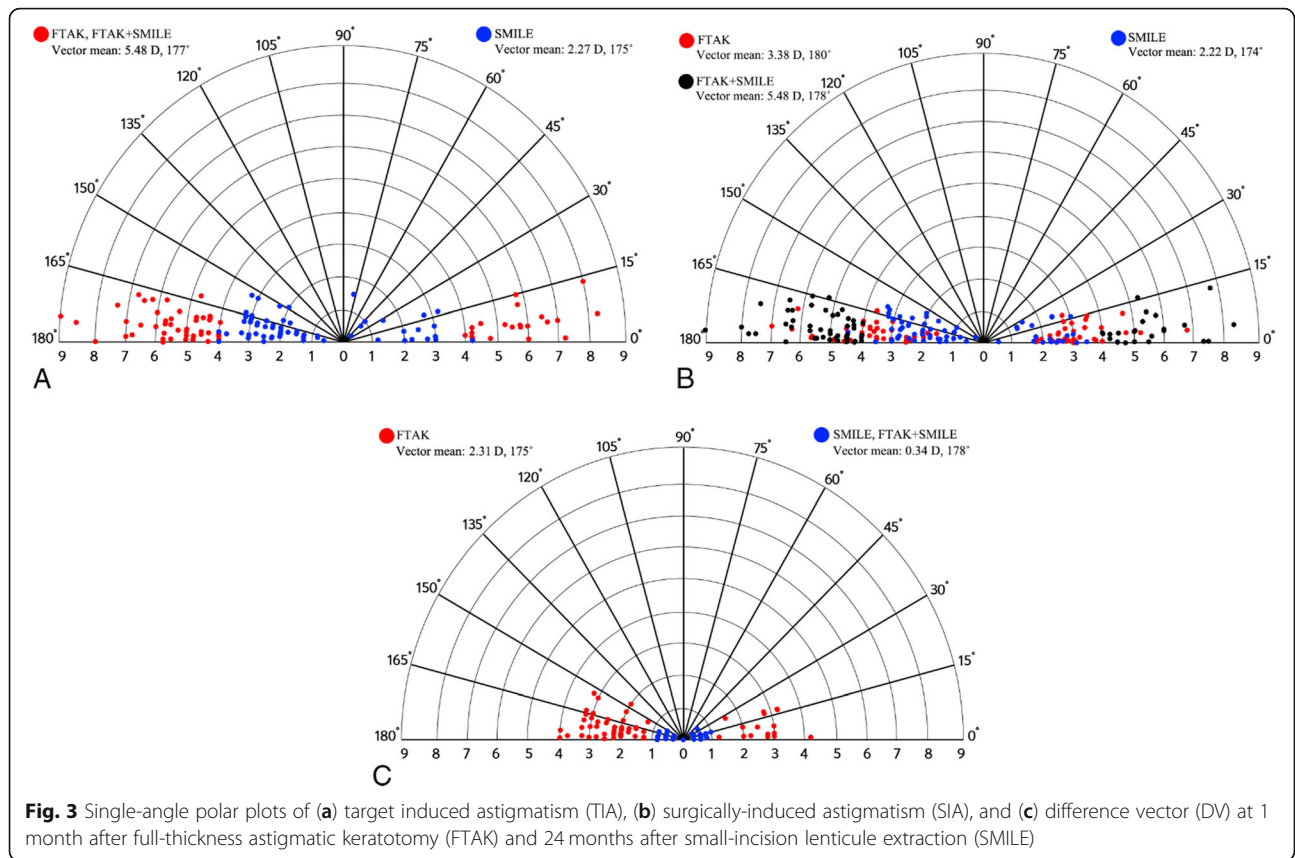 FTAK, FTAK+SMILE
Vector mean: 5.48 D, 177°
SMILE
Vector mean: 2.27 D, 175°
90°
105°
75°
120°
60°
135°
45°
150°
30°
165°
15°
180°
0°
9 8 7 6 5 4 3 2 1 0 1 2 3 4 5 6 7 8 9
A
FTAK
Vector mean: 3.38 D, 180°
FTAK+SMILE
Vector mean: 5.48 D, 178°
SMILE
Vector mean: 2.22 D, 174°
90°
105°
75°
120°
60°
135°
45°
150°
30°
165°
15°
180°
0°
9 8 7 6 5 4 3 2 1 0 1 2 3 4 5 6 7 8 9
B
FTAK
Vector mean: 2.31 D, 175°
SMILE, FTAK+SMILE
Vector mean: 0.34 D, 178°
90°
105°
75°
120°
60°
135°
45°
150°
30°
165°
15°
180°
0°
9 8 7 6 5 4 3 2 1 0 1 2 3 4 5 6 7 8 9
C
Fig. 3 Single-angle polar plots of (a) target induced astigmatism (TIA), (b) surgically-induced astigmatism (SIA), and (c) difference vector (DV) at 1
month after full-thickness astigmatic keratotomy (FTAK) and 24 months after small-incision lenticule extraction (SMILE)